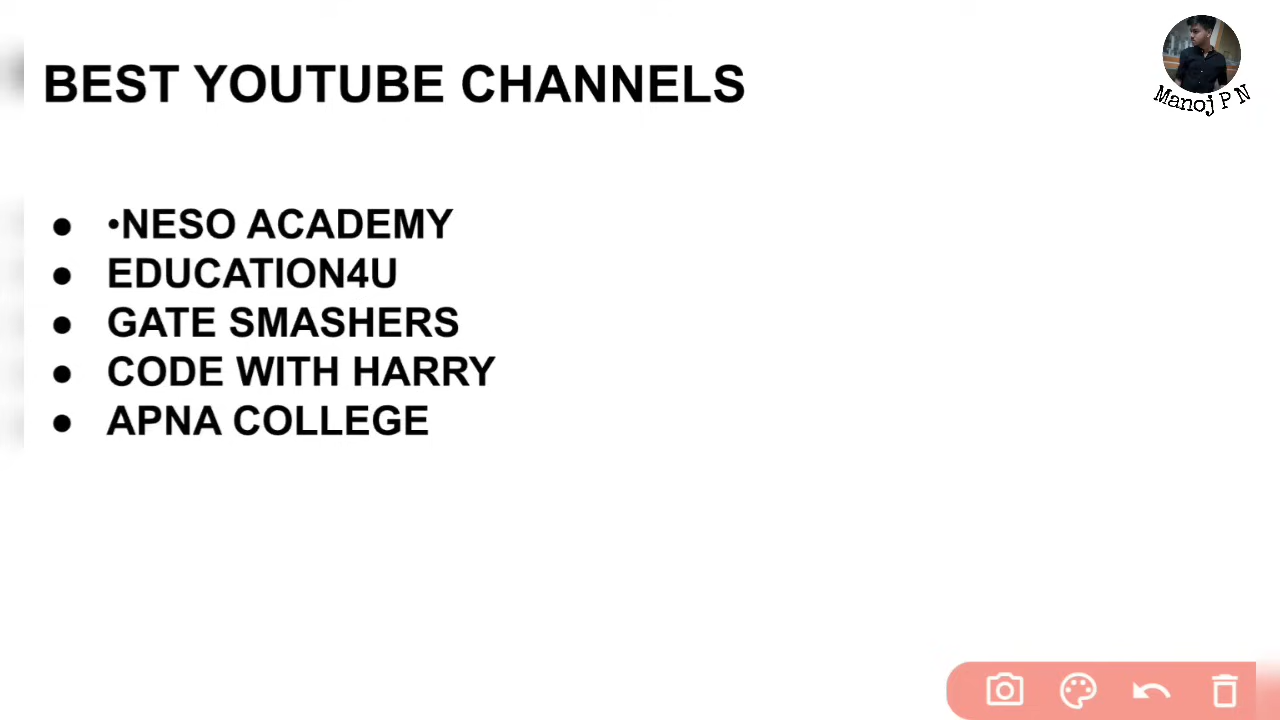 BEST YOUTUBE CHANNELS
Manoj P N
● •NESO ACADEMY
● EDUCATION4U
● GATE SMASHERS
● CODE WITH HARRY
● APNA COLLEGE